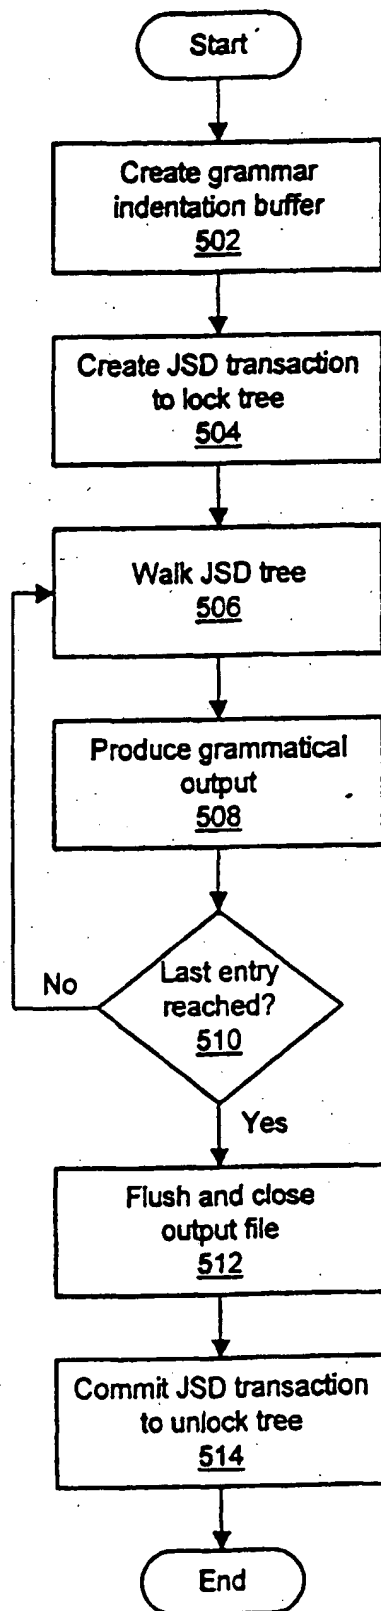 Start
Create grammar
indentation buffer
502
Create JSD transaction
to lock tree
504
Walk JSD tree
506
Produce grammatical
output
508
Last entry
reached?
510
No
Yes
Flush and close
output file
512
Commit JSD transaction
to unlock tree
514
End